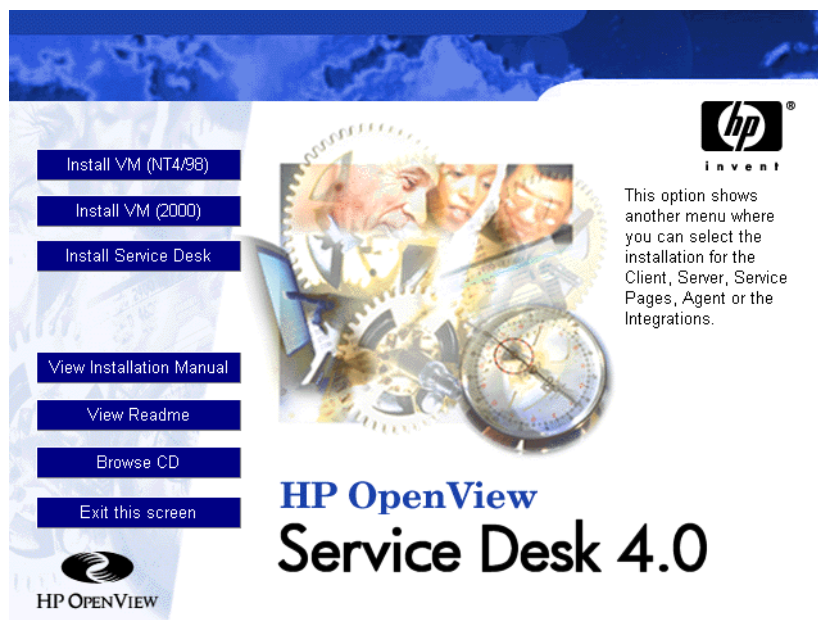 Install VM (NT4/98)
Install VM (2000)
Install Service Desk
View Installation Manual
View Readme
Browse CD
Exit this screen
HP OPENVIEW
hp
®
invent
This option shows
another menu where
you can select the
installation for the
Client, Server, Service
Pages, Agent or the
Integrations.
HP OpenView
Service Desk 4.0